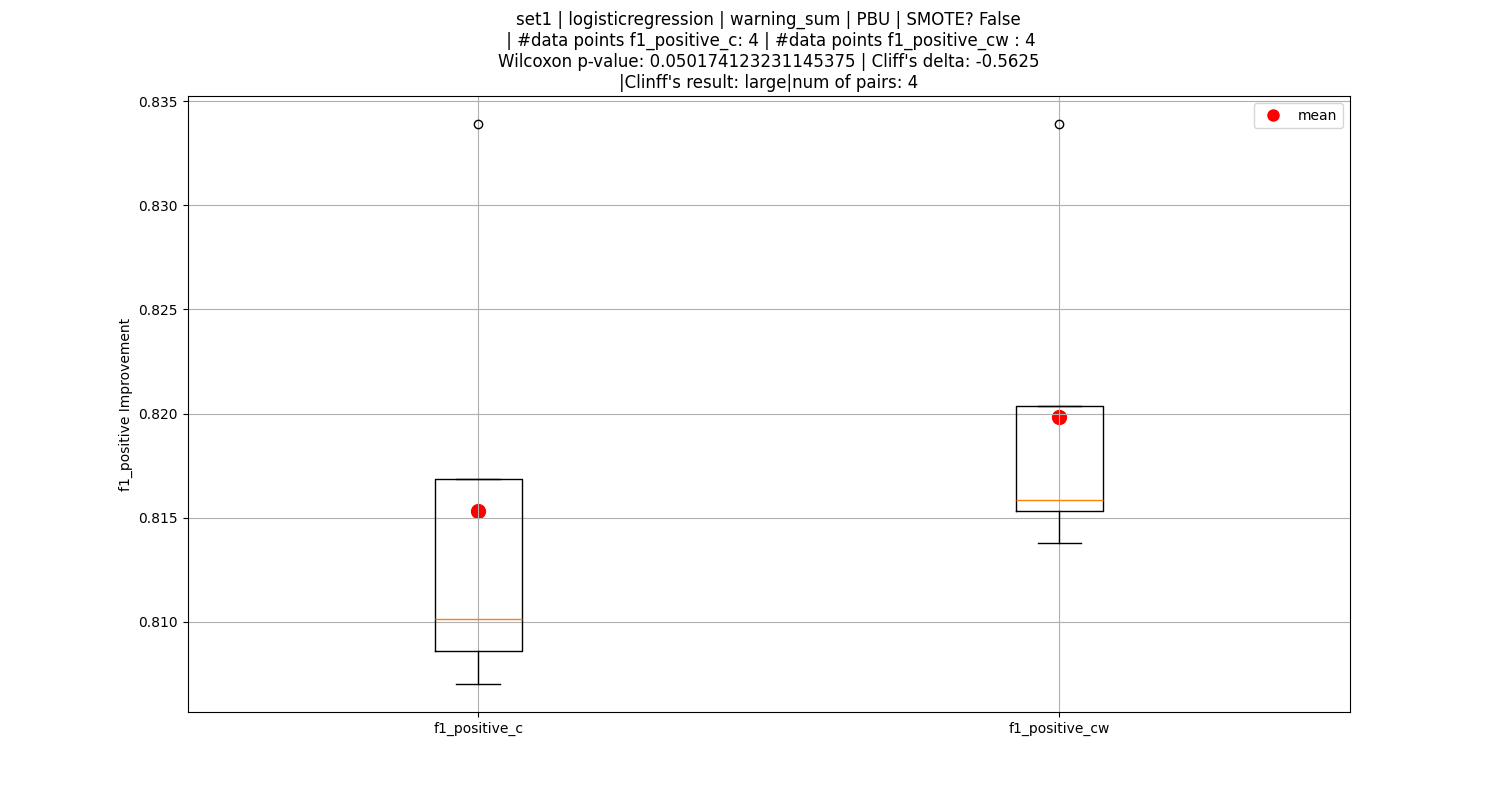 set1 | logisticregression | warning_sum | PBU | SMOTE? False
| #data points f1_positive_c: 4 | #data points f1_positive_cw : 4
Wilcoxon p-value: 0.050174123231145375 | Cliff's delta: -0.5625
|Clinff's result: large|num of pairs: 4
mean
0.835
0.830
0.825
0.820
0.815
0.810
f1_positive Improvement
f1_positive_c
f1_positive_cw